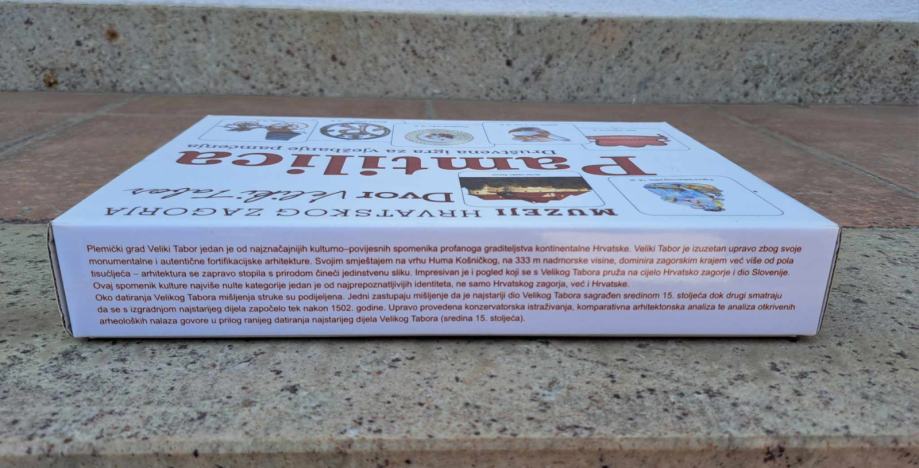 MUZEJI HRVATSKOG ZAGORJA
Dvor Veliki Tabor
Pamtilica
Društvena igra za vježbanje pamćenja
Plemićki grad Veliki Tabor jedan je od najznačajnijih kulturno–povijesnih spomenika profanoga graditeljstva kontinentalne Hrvatske. Veliki Tabor je izuzetan upravo zbog svoje
monumentalne i autentične fortifikacijske arhitekture. Svojim smještajem na vrhu Huma Košničkog, na 333 m nadmorske visine, dominira zagorskim krajem već više od pola
tisućljeća – arhitektura se zapravo stopila s prirodom čineći jedinstvenu sliku. Impresivan je i pogled koji se s Velikog Tabora pruža na cijelo Hrvatsko zagorje i dio Slovenije.
Ovaj spomenik kulture najviše nulte kategorije jedan je od najprepoznatljivijih identiteta, ne samo Hrvatskog zagorja, već i Hrvatske.
Oko datiranja Velikog Tabora mišljenja struke su podijeljena. Jedni zastupaju mišljenje da je najstariji dio Velikog Tabora sagrađen sredinom 15. stoljeća dok drugi smatraju
da se s izgradnjom najstarijeg dijela započelo tek nakon 1502. godine. Upravo provedena konzervatorska istraživanja, komparativna arhitektonska analiza te analiza otkrivenih
arheoloških nalaza govore u prilog ranijeg datiranja najstarijeg dijela Velikog Tabora (sredina 15. stoljeća).